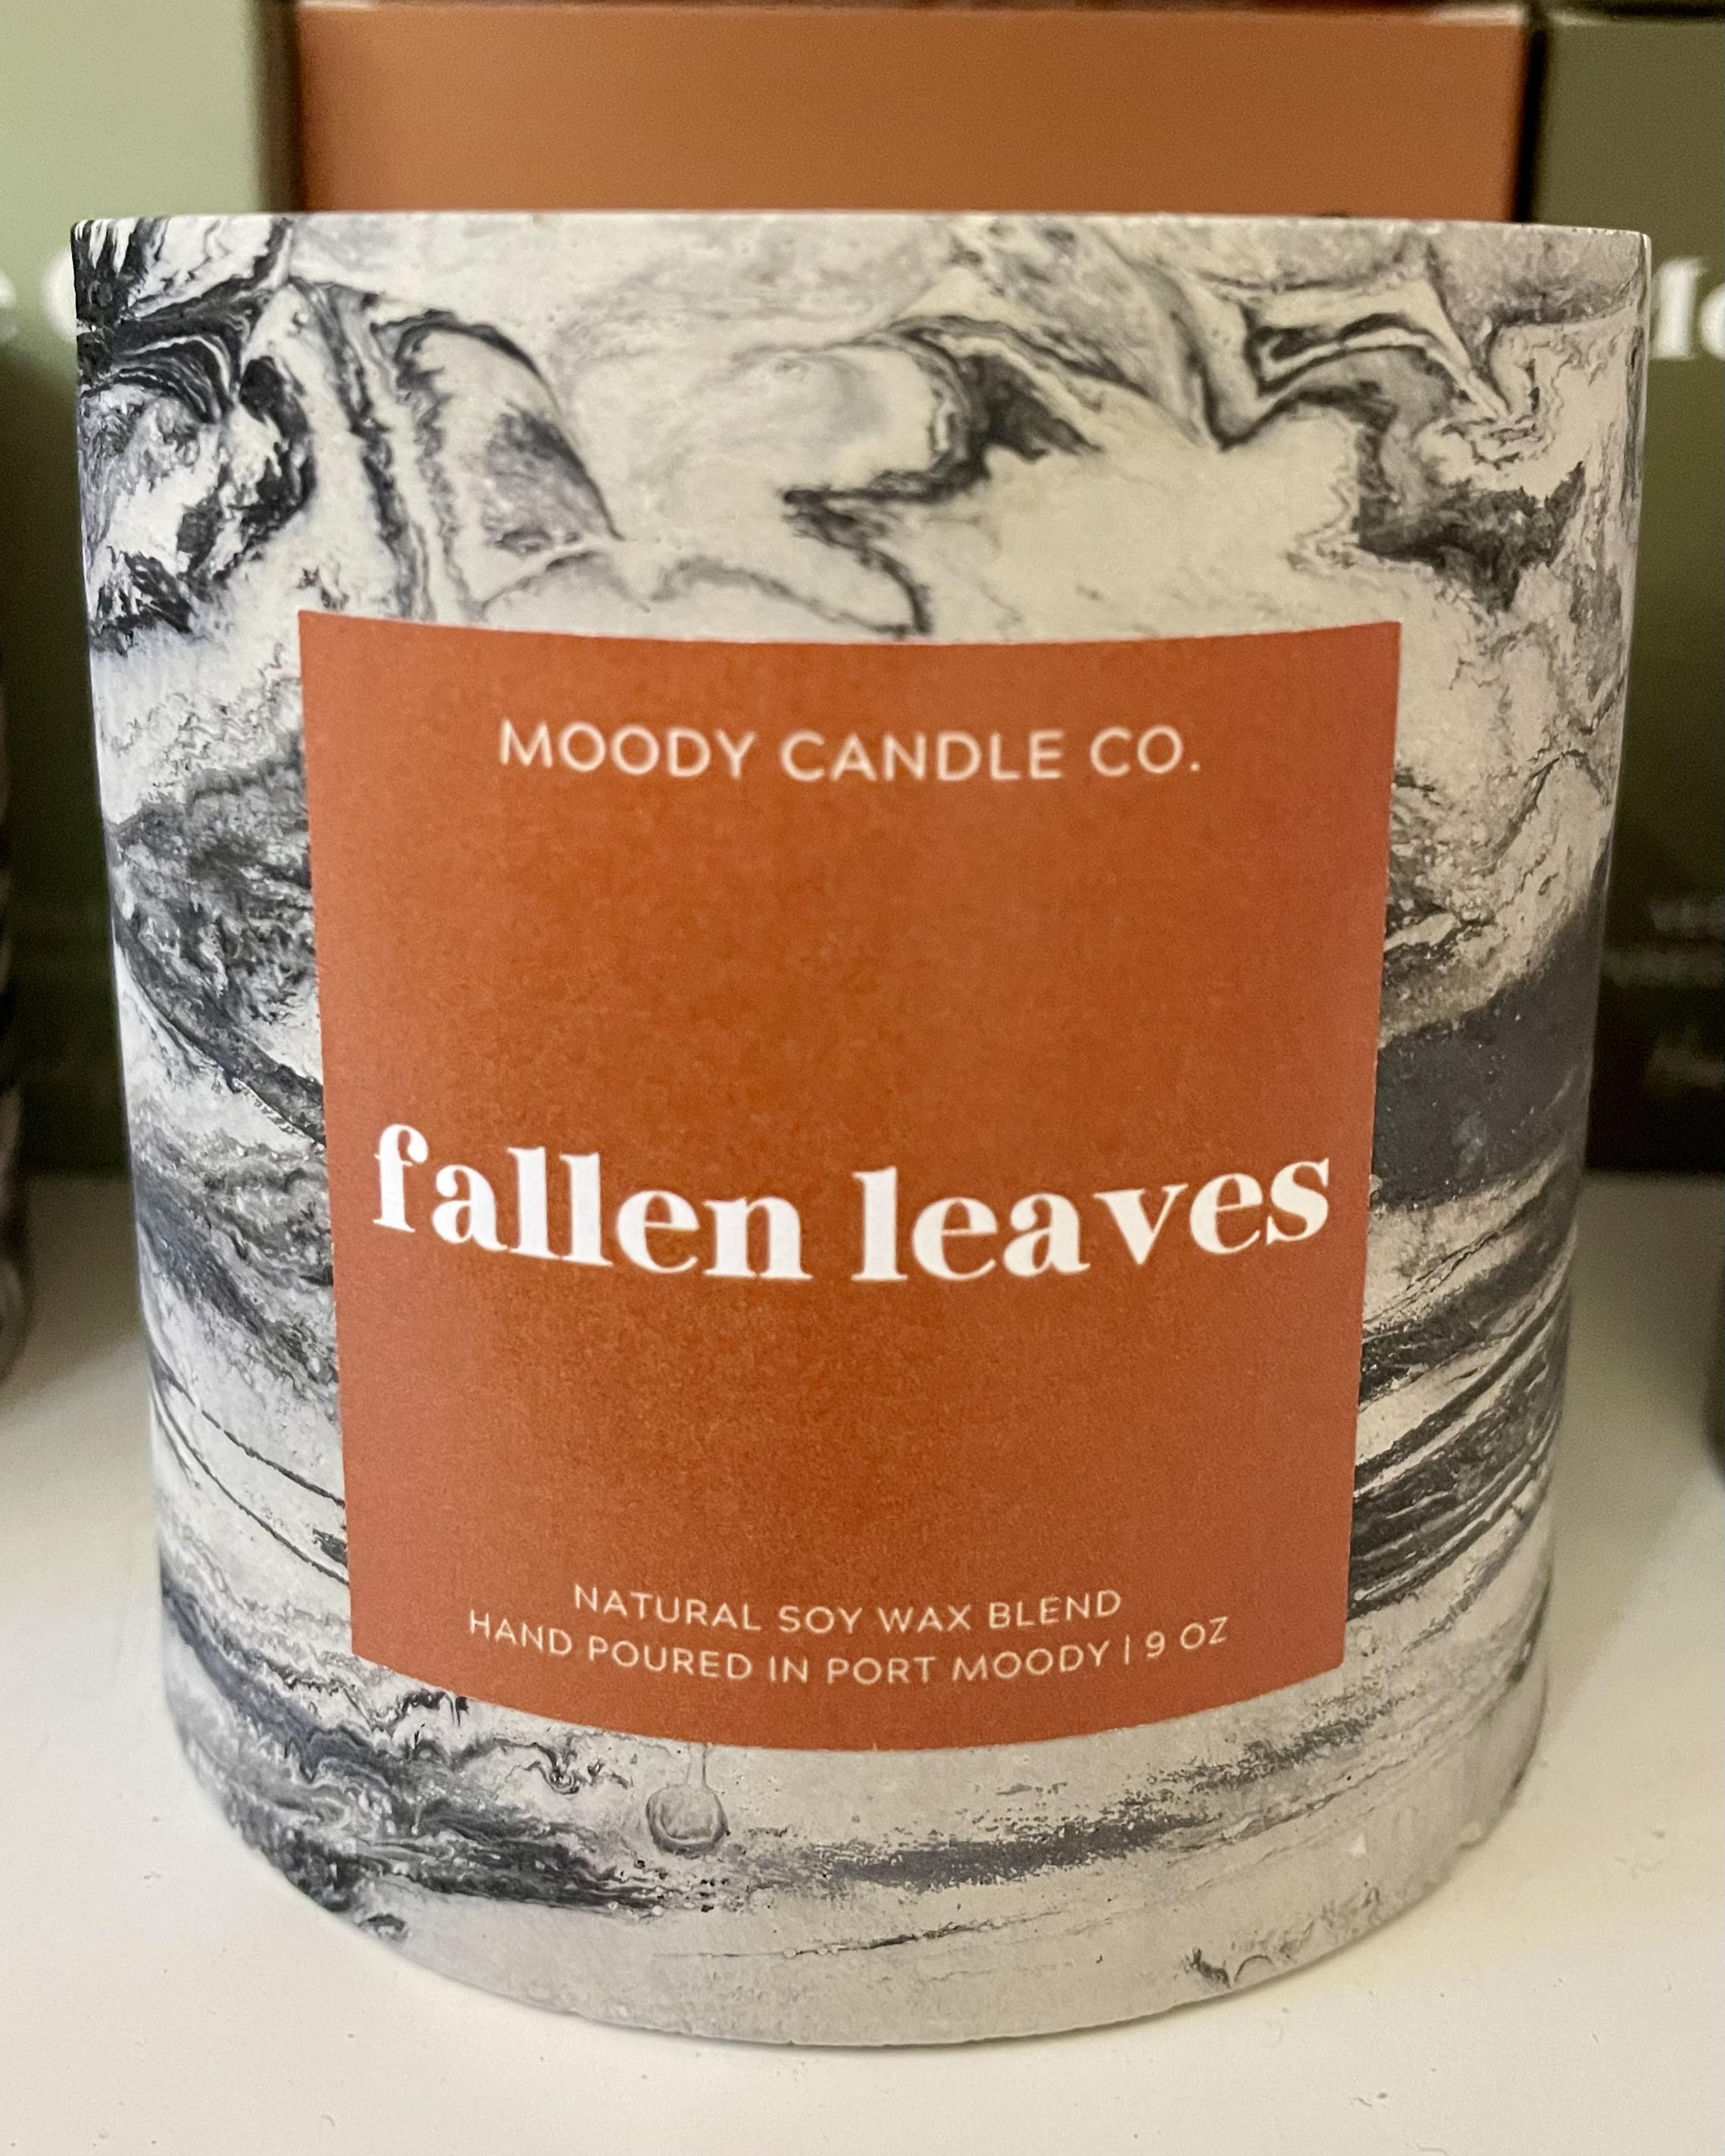 MOODY CANDLE CO.
fallen leaves
NATURAL SOY WAX BLEND
HAND POURED IN PORT MOODY | 9 OZ